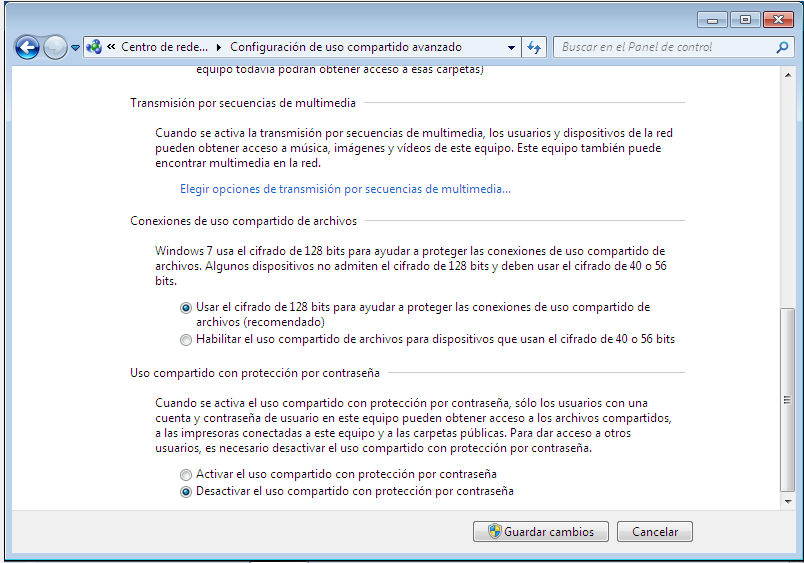 « Centro de rede... ▸ Configuración de uso compartido avanzado
Buscar en el Panel de control
equipo todavía podrán obtener acceso a esas carpetas)
Transmisión por secuencias de multimedia
Cuando se activa la transmisión por secuencias de multimedia, los usuarios y dispositivos de la red
pueden obtener acceso a música, imágenes y vídeos de este equipo. Este equipo también puede
encontrar multimedia en la red.
Elegir opciones de transmisión por secuencias de multimedia...
Conexiones de uso compartido de archivos
Windows 7 usa el cifrado de 128 bits para ayudar a proteger las conexiones de uso compartido de
archivos. Algunos dispositivos no admiten el cifrado de 128 bits y deben usar el cifrado de 40 o 56
bits.
Usar el cifrado de 128 bits para ayudar a proteger las conexiones de uso compartido de
archivos (recomendado)
Habilitar el uso compartido de archivos para dispositivos que usan el cifrado de 40 o 56 bits
Uso compartido con protección por contraseña
Cuando se activa el uso compartido con protección por contraseña, sólo los usuarios con una
cuenta y contraseña de usuario en este equipo pueden obtener acceso a los archivos compartidos,
a las impresoras conectadas a este equipo y a las carpetas públicas. Para dar acceso a otros
usuarios, es necesario desactivar el uso compartido con protección por contraseña.
Activar el uso compartido con protección por contraseña
Desactivar el uso compartido con protección por contraseña
Guardar cambios
Cancelar